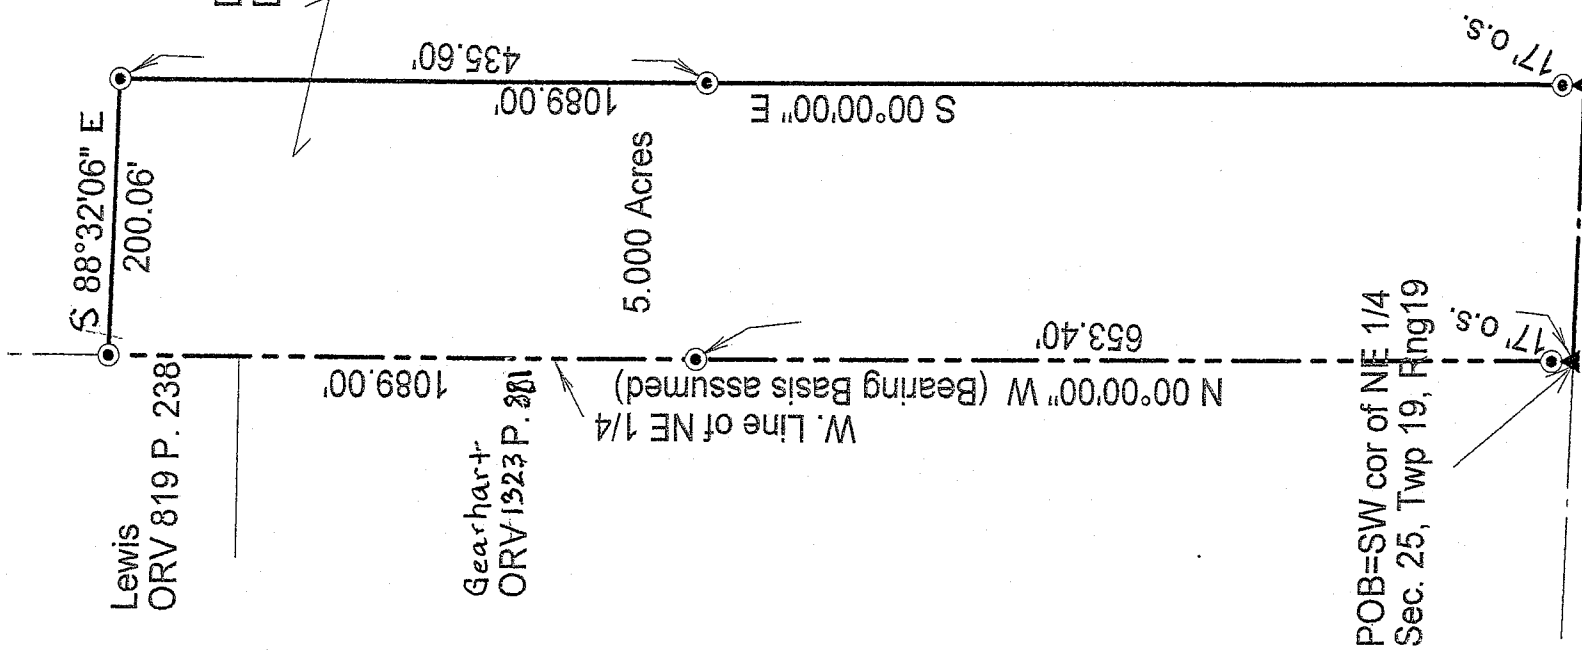 S 88°32'06" E
200.06'
Lewis
ORV 819 P. 238
435.60'
1089.00'
1089.00'
S 00°00'00" E
5.000 Acres
Gearhart
ORV 1323 P. 881
W. Line of NE 1/4
N 00°00'00" W (Bearing Basis assumed)
653.40'
17' o.s.
17' o.s.
POB=SW cor of NE 1/4
Sec. 25, Twp 19, Rng19